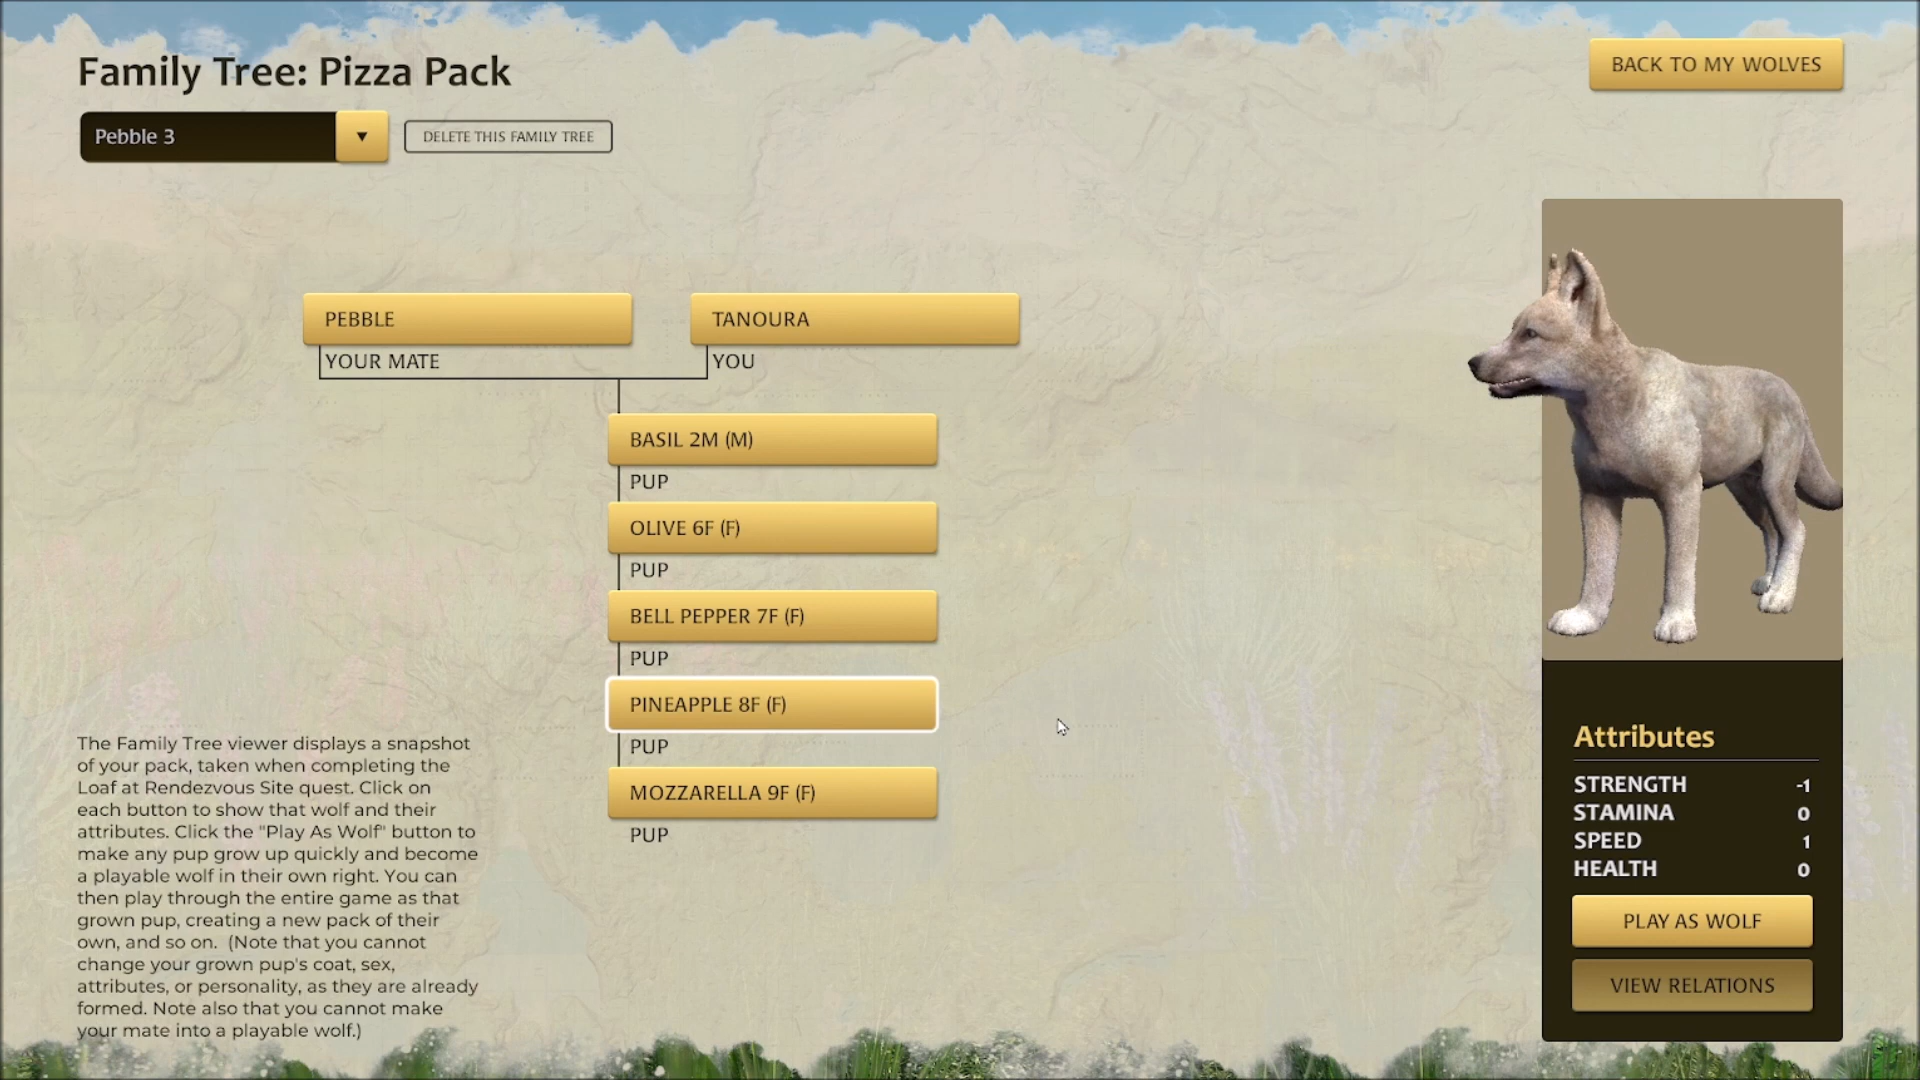 Family Tree: Pizza Pack
BACK TO MY WOLVES
Pebble 3
DELETE THIS FAMILY TREE
PEBBLE
TANOURA
YOUR MATE
YOU
BASIL 2M (M)
PUP
OLIVE 6F (F)
PUP
BELL PEPPER 7F (F)
PUP
PINEAPPLE 8F (F)
PUP
MOZZARELLA 9F (F)
PUP
The Family Tree viewer displays a snapshot
of your pack, taken when completing the
Loaf at Rendezvous Site quest. Click on
each button to show that wolf and their
attributes. Click the "Play As Wolf" button to
make any pup grow up quickly and become
a playable wolf in their own right. You can
then play through the entire game as that
grown pup, creating a new pack of their
own, and so on. (Note that you cannot
change your grown pup's coat, sex,
attributes, or personality, as they are already
formed. Note also that you cannot make
your mate into a playable wolf.)
Attributes
STRENGTH -1
STAMINA 0
SPEED 1
HEALTH 0
PLAY AS WOLF
VIEW RELATIONS